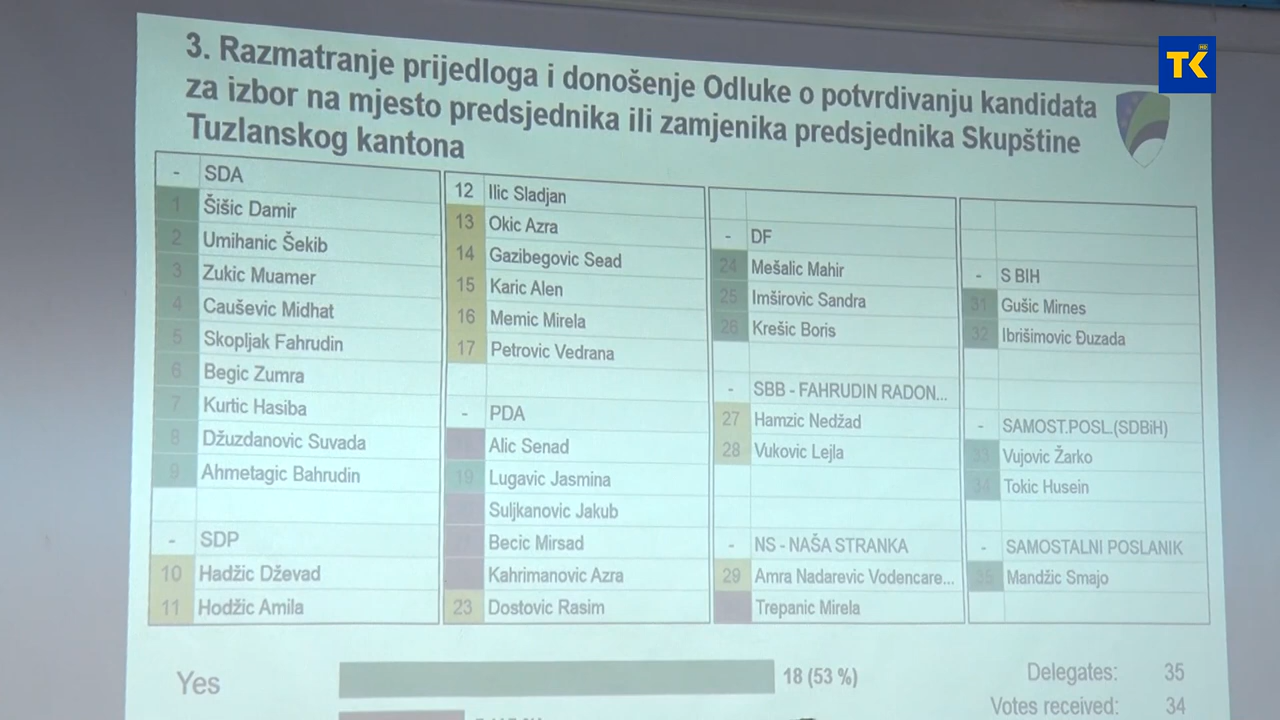 TK HD
3. Razmatranje prijedloga i donošenje Odluke o potvrdivanju kandidata
za izbor na mjesto predsjednika ili zamjenika predsjednika Skupštine
Tuzlanskog kantona
- SDA
1 Šišic Damir
2 Umihanic Šekib
3 Zukic Muamer
4 Cauševic Midhat
5 Skopljak Fahrudin
6 Begic Zumra
7 Kurtic Hasiba
8 Džuzdanovic Suvada
9 Ahmetagic Bahrudin
- SDP
10 Hadžic Dževad
11 Hodžic Amila
12 Ilic Sladjan
13 Okic Azra
14 Gazibegovic Sead
15 Karic Alen
16 Memic Mirela
17 Petrovic Vedrana
- PDA
Alic Senad
19 Lugavic Jasmina
Suljkanovic Jakub
Becic Mirsad
Kahrimanovic Azra
23 Dostovic Rasim
- DF
24 Mešalic Mahir
25 Imširovic Sandra
26 Krešic Boris
- SBB - FAHRUDIN RADON...
27 Hamzic Nedžad
28 Vukovic Lejla
- NS - NAŠA STRANKA
29 Amra Nadarevic Vodencare...
Trepanic Mirela
- S BIH
31 Gušic Mirnes
32 Ibrišimovic Đuzada
- SAMOST.POSL.(SDBiH)
33 Vujovic Žarko
34 Tokic Husein
- SAMOSTALNI POSLANIK
35 Mandžic Smajo
Yes 18 (53 %)
Delegates: 35
Votes received: 34